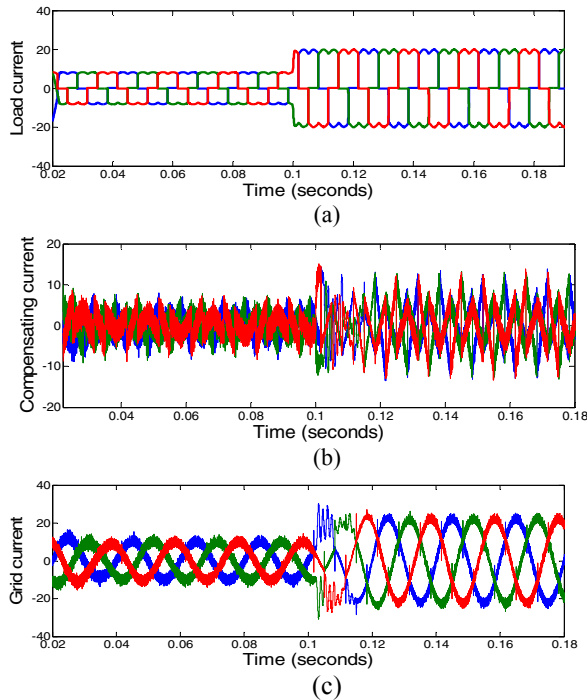 40
20
0
-20
-40
Load current
0.02 0.04 0.06 0.08 0.1 0.12 0.14 0.16 0.18
Time (seconds)
(a)
20
10
0
-10
-20
Compensating current
0.04 0.06 0.08 0.1 0.12 0.14 0.16 0.18
Time (seconds)
(b)
40
20
0
-20
-40
Grid current
0.02 0.04 0.06 0.08 0.1 0.12 0.14 0.16 0.18
Time (seconds)
(c)